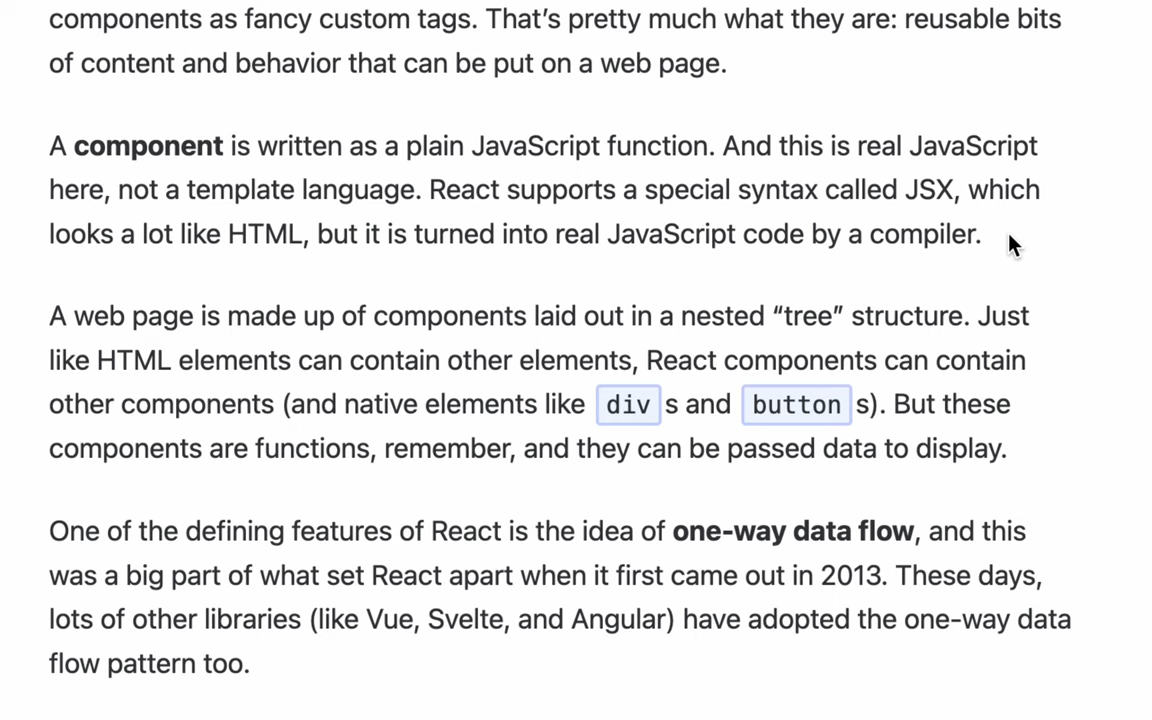 components as fancy custom tags. That’s pretty much what they are: reusable bits
of content and behavior that can be put on a web page.
A component is written as a plain JavaScript function. And this is real JavaScript
here, not a template language. React supports a special syntax called JSX, which
looks a lot like HTML, but it is turned into real JavaScript code by a compiler.
A web page is made up of components laid out in a nested “tree” structure. Just
like HTML elements can contain other elements, React components can contain
other components (and native elements like div s and button s). But these
components are functions, remember, and they can be passed data to display.
One of the defining features of React is the idea of one-way data flow, and this
was a big part of what set React apart when it first came out in 2013. These days,
lots of other libraries (like Vue, Svelte, and Angular) have adopted the one-way data
flow pattern too.